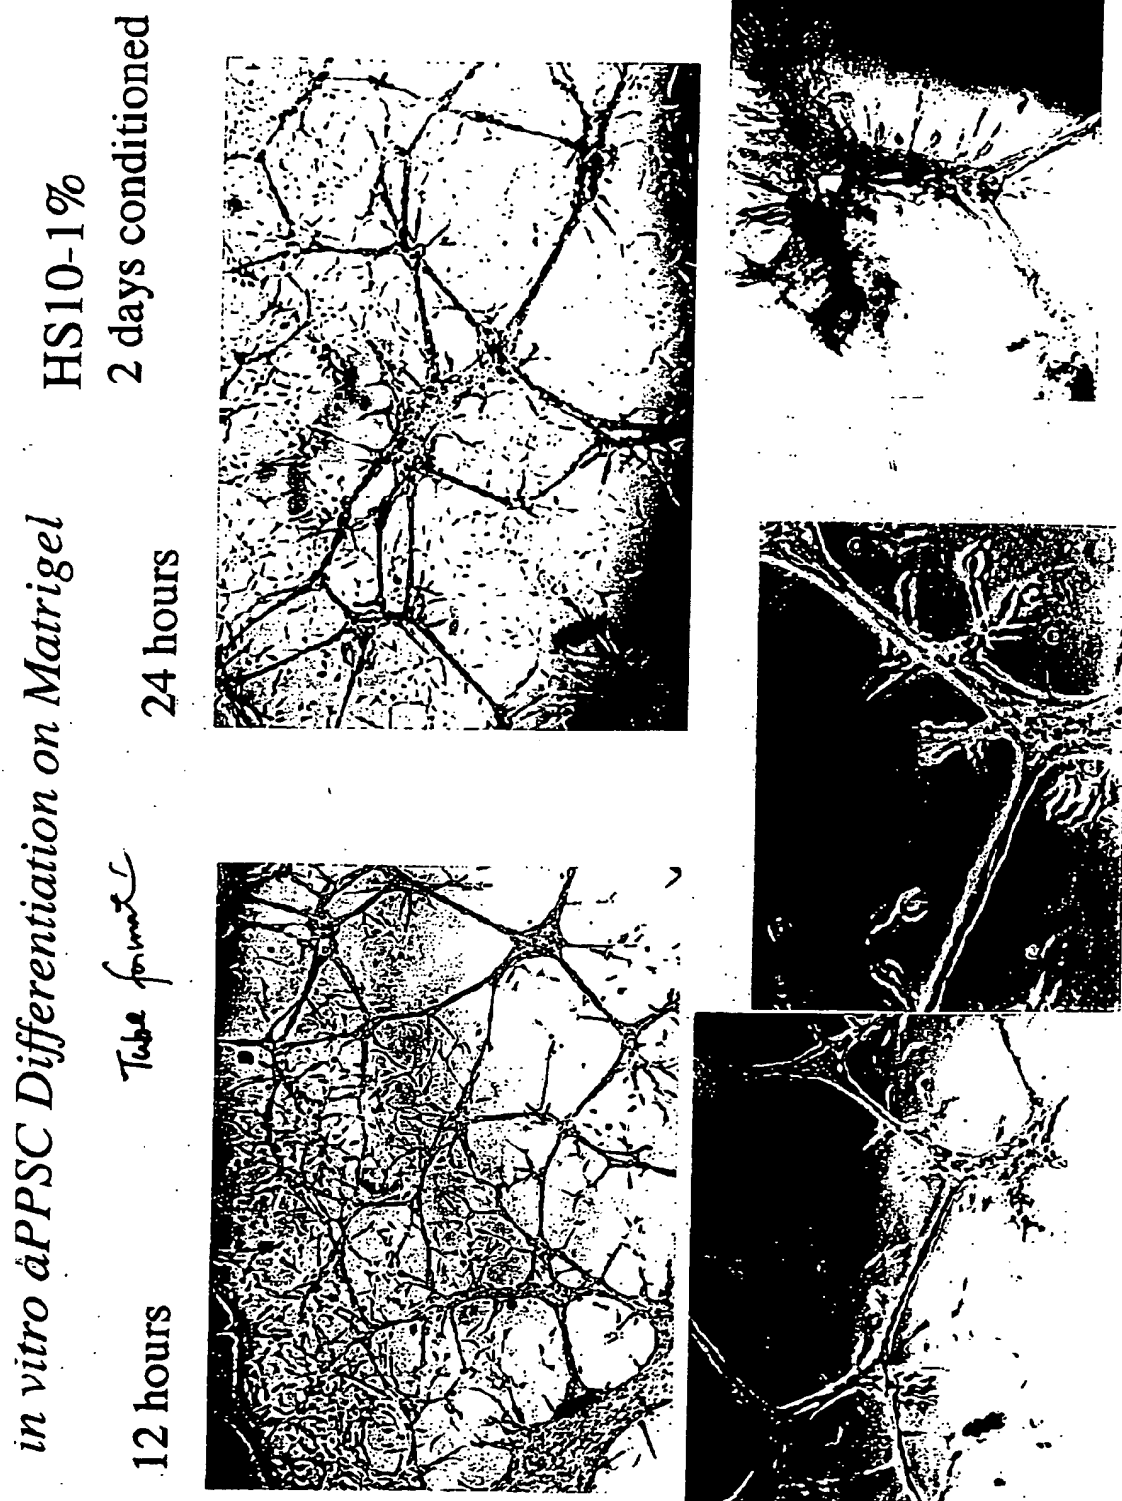 in vitro aPPSC Differentiation on Matrigel
Tube format
12 hours
24 hours
HS10-1%
2 days conditioned